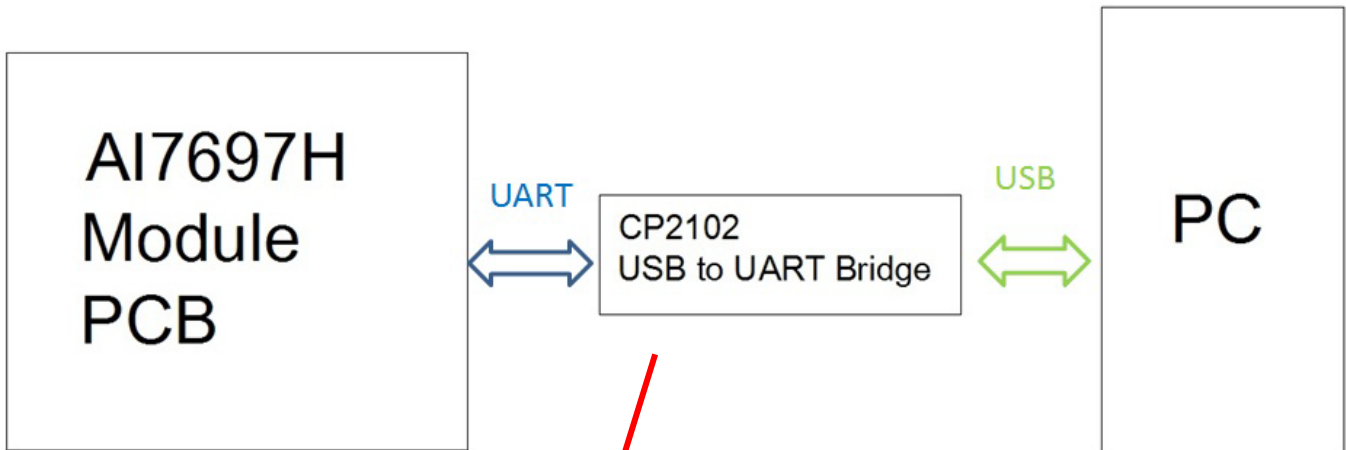 AI7697H
Module
PCB
UART
CP2102
USB to UART Bridge
USB
PC